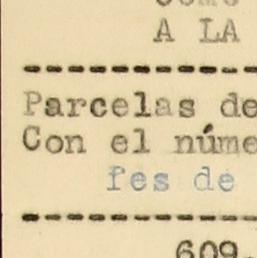 A LA
Parcelas de
Con el núme
fes de
609.